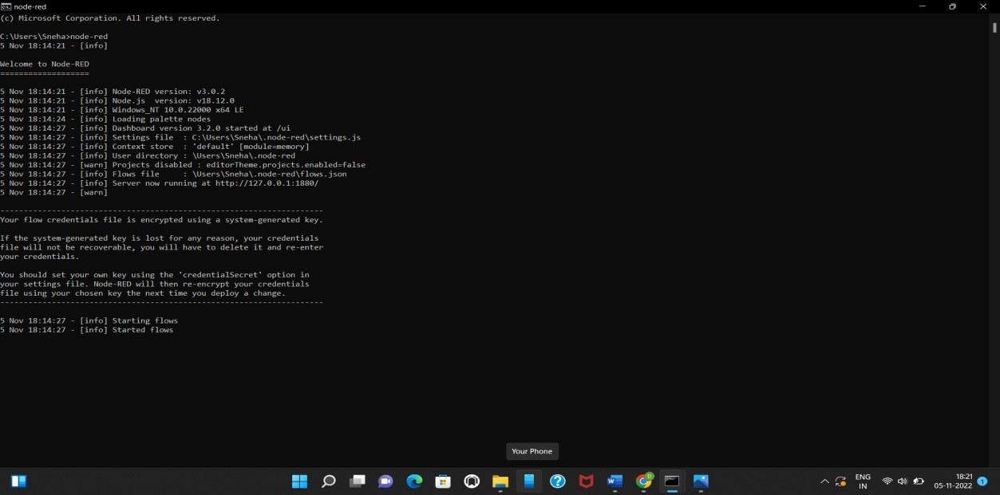 node-red
(c) Microsoft Corporation. All rights reserved.
C:\Users\Sneha>node-red
5 Nov 18:14:21 - [info]
Welcome to Node-RED
===================
5 Nov 18:14:21 - [info] Node-RED version: v3.0.2
5 Nov 18:14:21 - [info] Node.js  version: v18.12.0
5 Nov 18:14:21 - [info] Windows_NT 10.0.22000 x64 LE
5 Nov 18:14:24 - [info] Loading palette nodes
5 Nov 18:14:27 - [info] Dashboard version 3.2.0 started at /ui
5 Nov 18:14:27 - [info] Settings file  : C:\Users\Sneha\.node-red\settings.js
5 Nov 18:14:27 - [info] Context store  : 'default' [module=memory]
5 Nov 18:14:27 - [info] User directory : \Users\Sneha\.node-red
5 Nov 18:14:27 - [warn] Projects disabled : editorTheme.projects.enabled=false
5 Nov 18:14:27 - [info] Flows file     : \Users\Sneha\.node-red\flows.json
5 Nov 18:14:27 - [info] Server now running at http://127.0.0.1:1880/
5 Nov 18:14:27 - [warn]
---------------------------------------------------------------------
Your flow credentials file is encrypted using a system-generated key.
If the system-generated key is lost for any reason, your credentials
file will not be recoverable, you will have to delete it and re-enter
your credentials.
You should set your own key using the 'credentialSecret' option in
your settings file. Node-RED will then re-encrypt your credentials
file using your chosen key the next time you deploy a change.
---------------------------------------------------------------------
5 Nov 18:14:27 - [info] Starting flows
5 Nov 18:14:27 - [info] Started flows
Your Phone
ENG
IN
18:21
05-11-2022
1